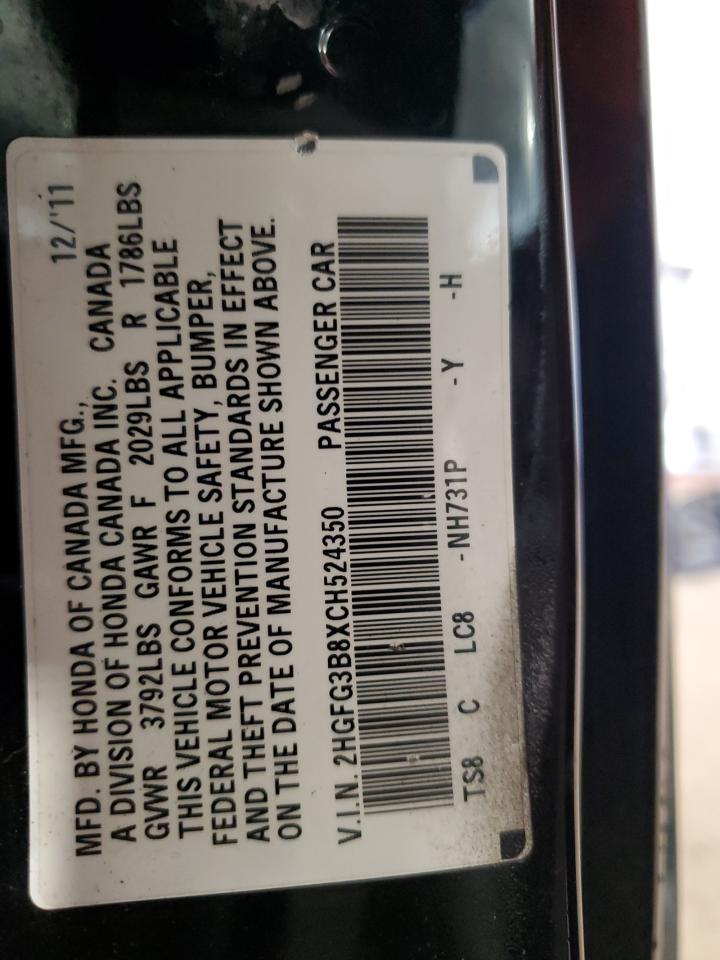 MFD. BY HONDA OF CANADA MFG., 12/'11
A DIVISION OF HONDA CANADA INC. CANADA
GVWR 3792LBS GAWR F 2029LBS R 1786LBS
THIS VEHICLE CONFORMS TO ALL APPLICABLE
FEDERAL MOTOR VEHICLE SAFETY, BUMPER,
AND THEFT PREVENTION STANDARDS IN EFFECT
ON THE DATE OF MANUFACTURE SHOWN ABOVE.
V.I.N. 2HGFG3B8XCH524350 PASSENGER CAR
TS8 C LC8 -NH731P -Y -H